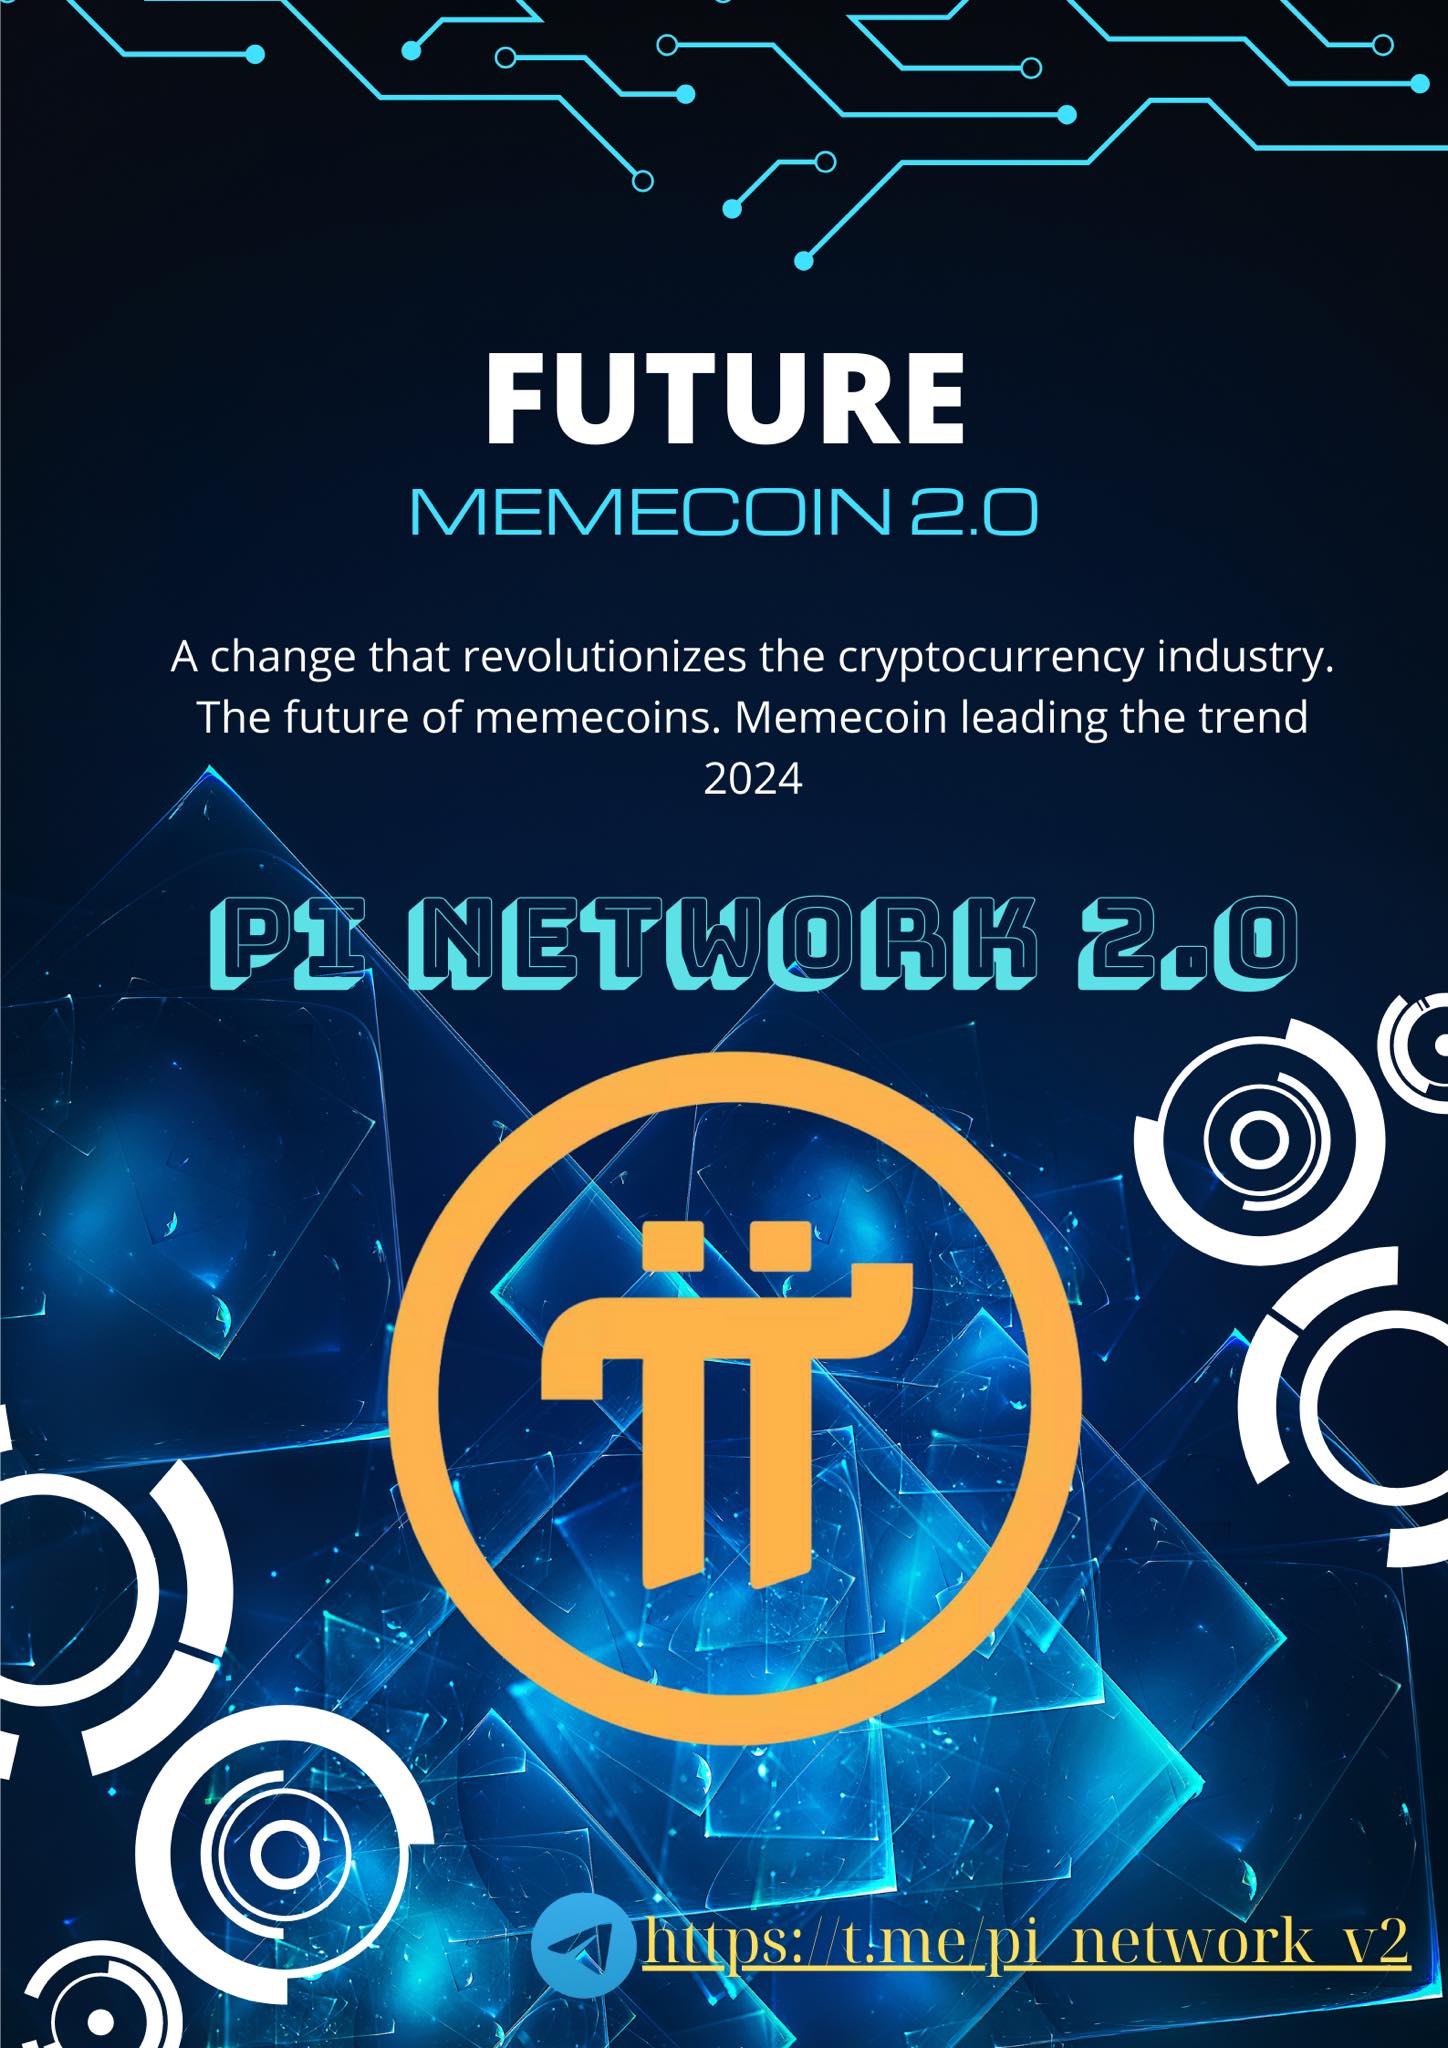 FUTURE
MEMECOIN 2.0
A change that revolutionizes the cryptocurrency industry.
The future of memecoins. Memecoin leading the trend
2024
PI NETWORK 2.0
https://t.me/pi_network_v2